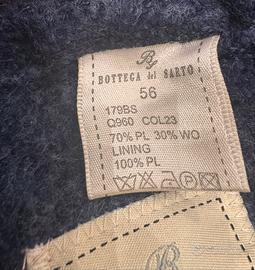 B
BOTTEGA del SARTO
56
179BS
Q960 COL23
70% PL 30% WO
LINING
100% PL